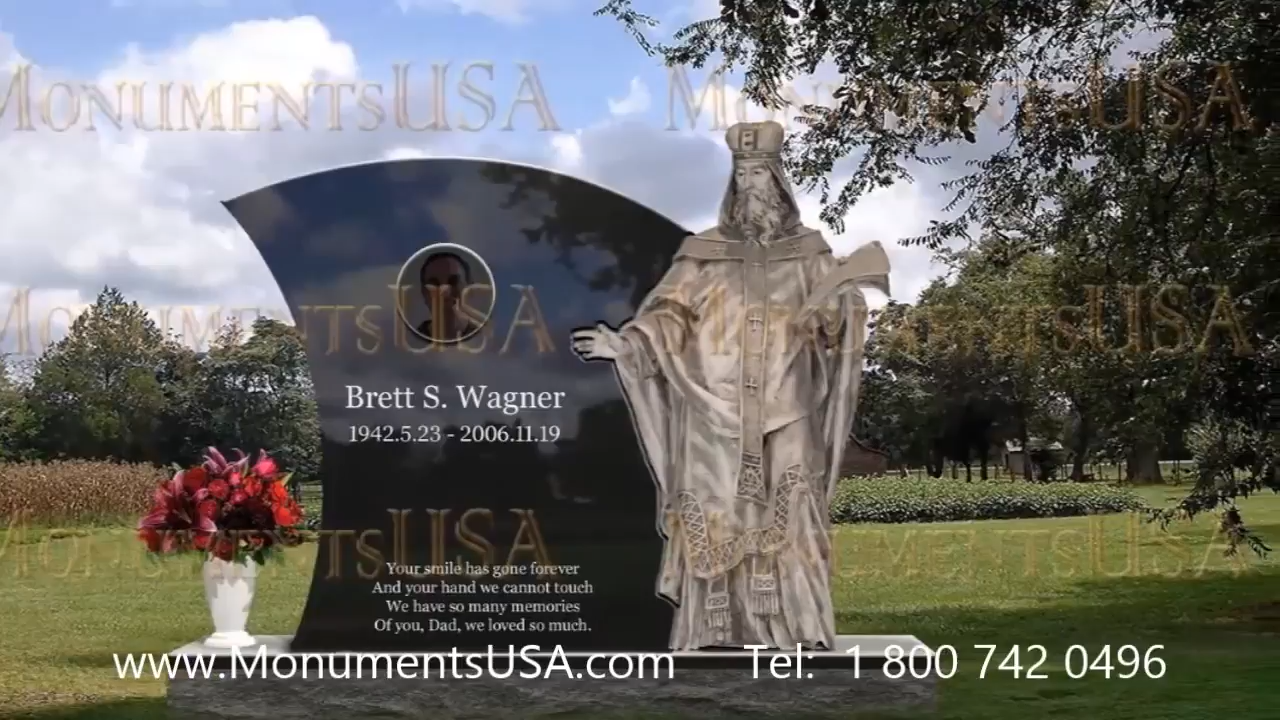 MONUMENTSUSA MONUMENTSUSA
MONUMENTSUSA MONUMENTSUSA
Brett S. Wagner
1942.5.23 - 2006.11.19
MONUMENTSUSA MONUMENTSUSA
Your smile has gone forever
And your hand we cannot touch
We have so many memories
Of you, Dad, we loved so much.
www.MonumentsUSA.com Tel: 1 800 742 0496